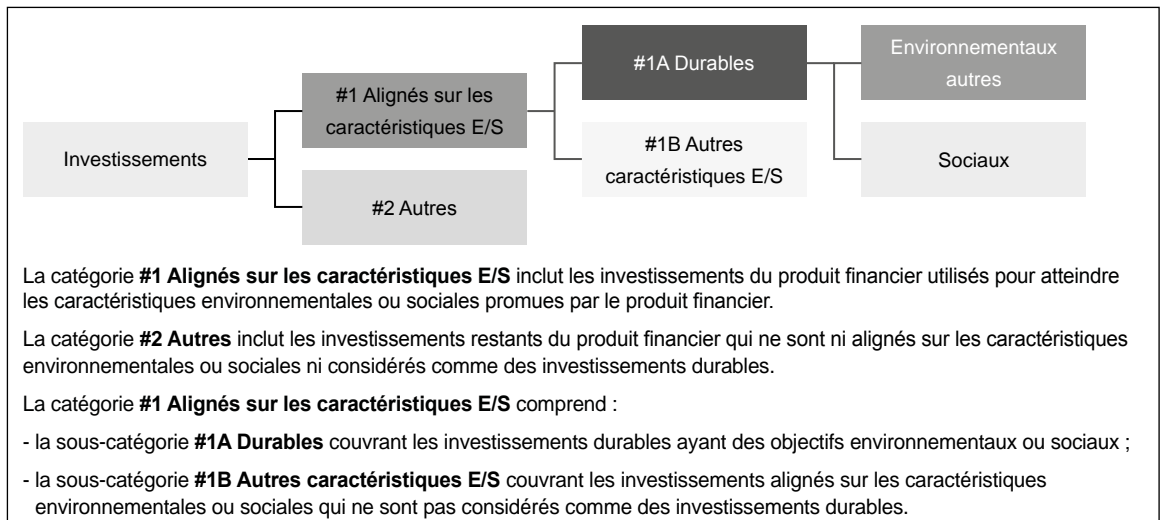 Investissements
#1 Alignés sur les
caractéristiques E/S
#2 Autres
#1A Durables
#1B Autres
caractéristiques E/S
Environnementaux
autres
Sociaux
La catégorie #1 Alignés sur les caractéristiques E/S inclut les investissements du produit financier utilisés pour atteindre
les caractéristiques environnementales ou sociales promues par le produit financier.
La catégorie #2 Autres inclut les investissements restants du produit financier qui ne sont ni alignés sur les caractéristiques
environnementales ou sociales ni considérés comme des investissements durables.
La catégorie #1 Alignés sur les caractéristiques E/S comprend :
- la sous-catégorie #1A Durables couvrant les investissements durables ayant des objectifs environnementaux ou sociaux ;
- la sous-catégorie #1B Autres caractéristiques E/S couvrant les investissements alignés sur les caractéristiques
environnementales ou sociales qui ne sont pas considérés comme des investissements durables.